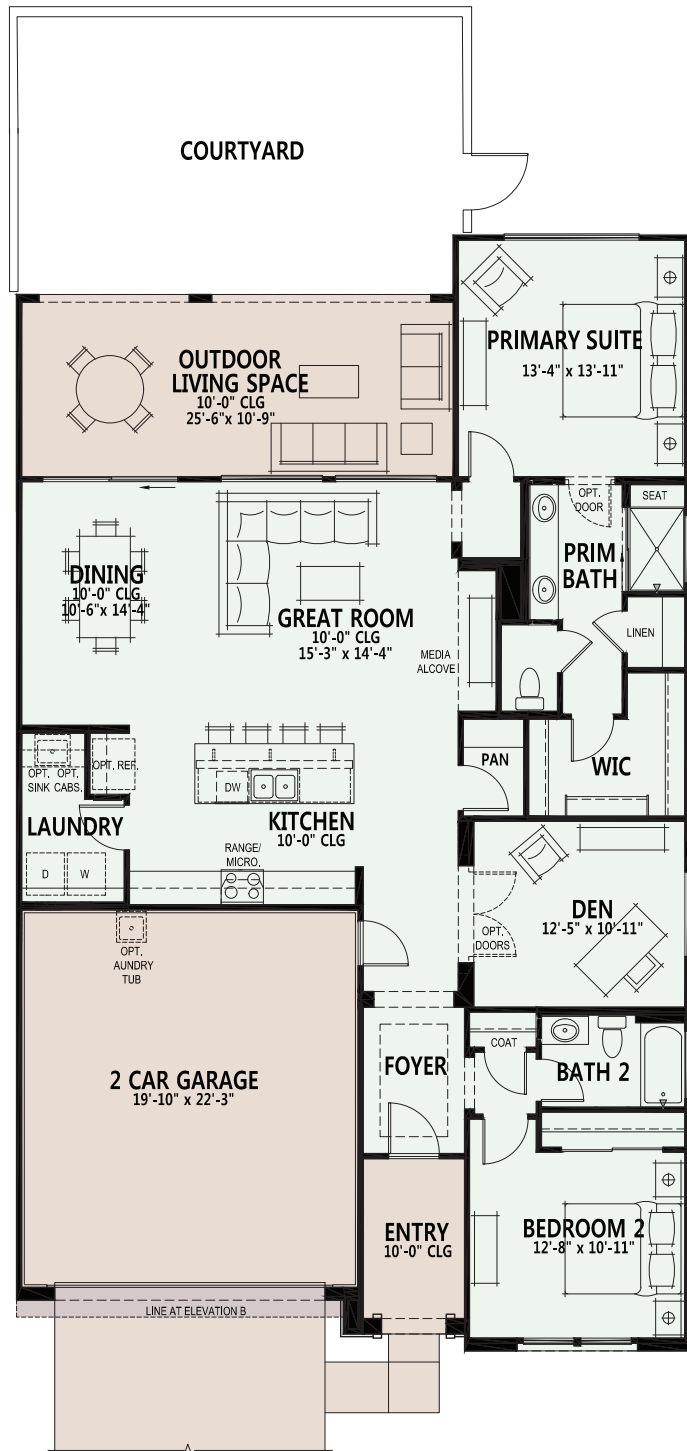 COURTYARD
PRIMARY SUITE
13'-4" x 13'-11"
OUTDOOR
LIVING SPACE
10'-0" CLG
25'-6"x 10'-9"
OPT.
DOOR
SEAT
PRIM
BATH
LINEN
DINING
10'-0" CLG
10'-6"x 14'-4"
GREAT ROOM
10'-0" CLG
15'-3" x 14'-4"
MEDIA
ALCOVE
PAN
WIC
OPT. OPT.
SINK CABS.
OPT. REF.
DW
LAUNDRY
KITCHEN
10'-0" CLG
RANGE/
MICRO.
D W
DEN
12'-5" x 10'-11"
OPT.
DOORS
OPT.
AUNDRY
TUB
COAT
FOYER
BATH 2
2 CAR GARAGE
19'-10" x 22'-3"
ENTRY
10'-0" CLG
BEDROOM 2
12'-8" x 10'-11"
LINE AT ELEVATION B